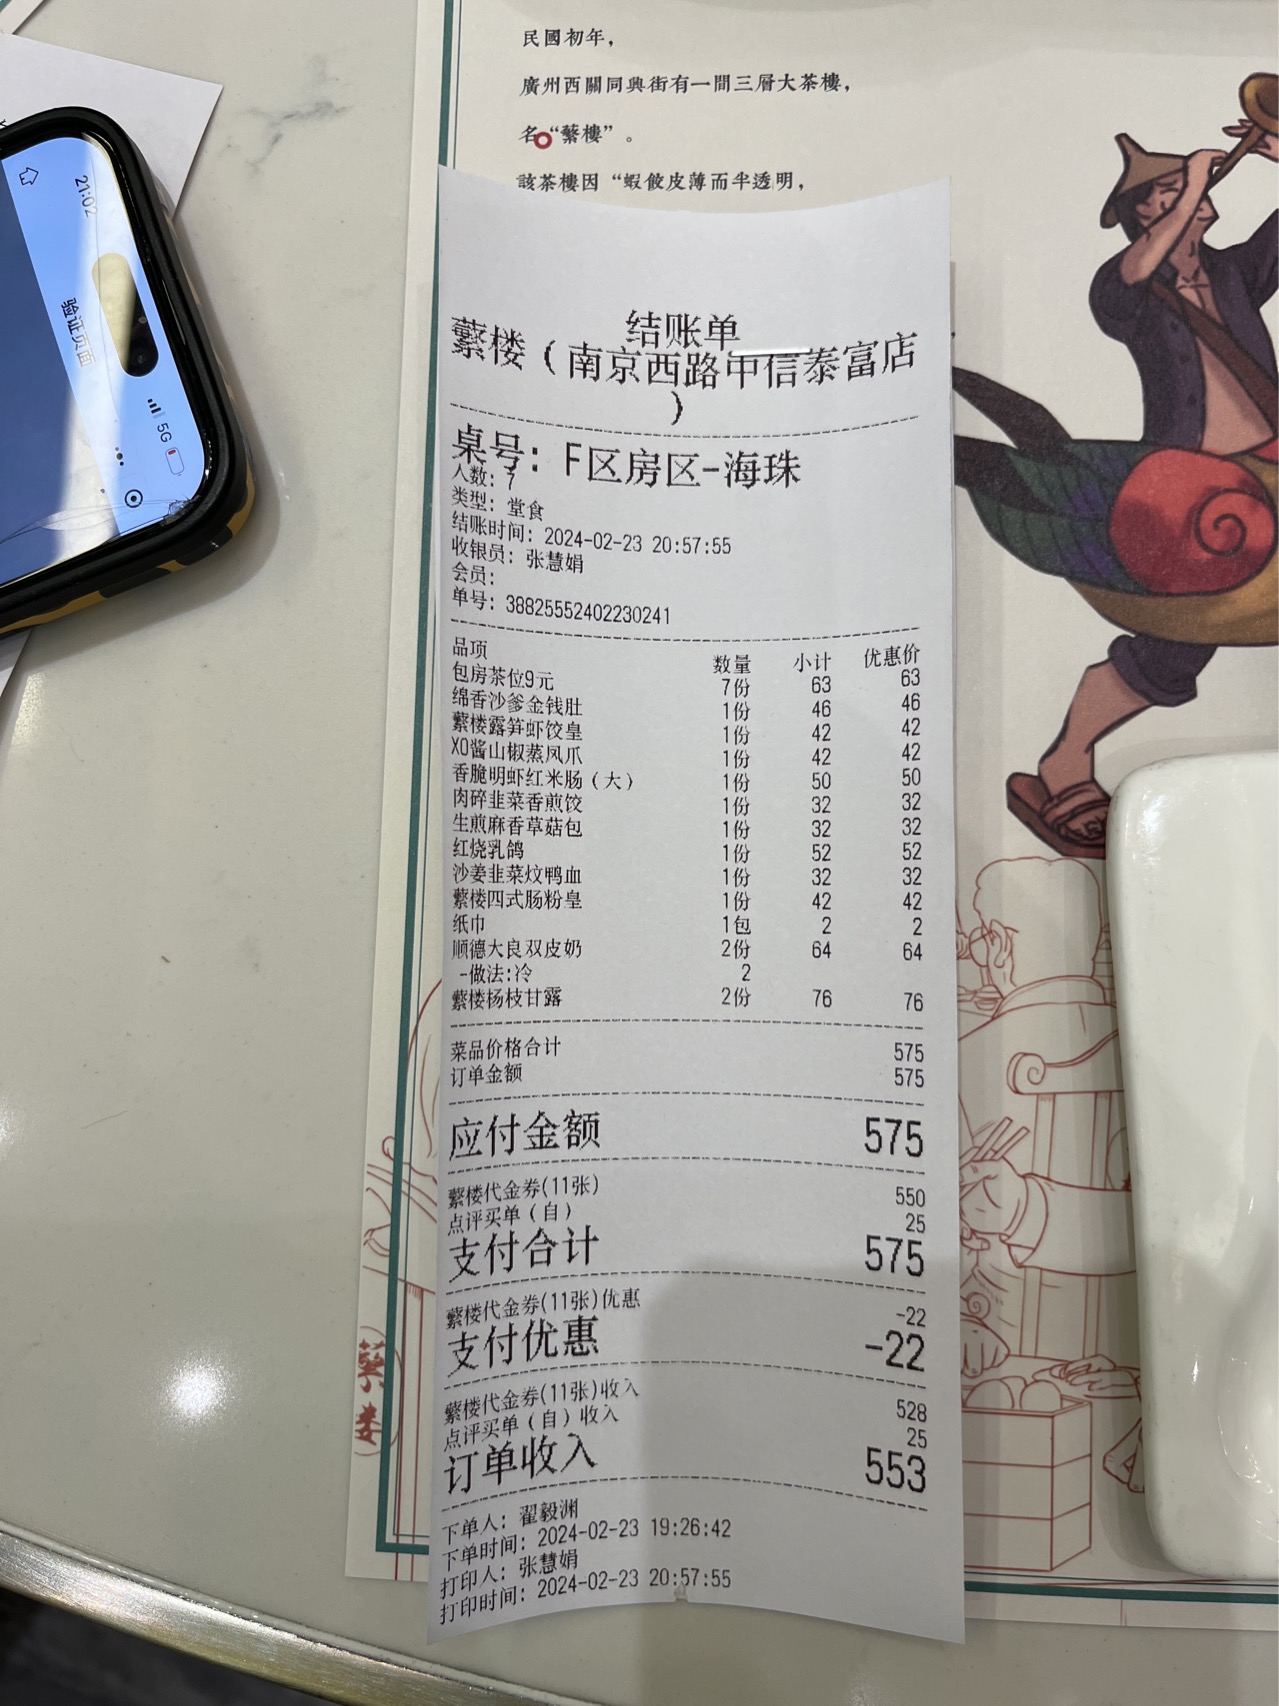 民國初年，
廣州西關同興街有一間三層大茶樓，
名“蘩樓”。
該茶樓因“蝦餃皮薄而半透明，
21:02
验证页面
5G
结账单
蘩楼（南京西路中信泰富店
）
桌号：F区房区-海珠
人数：7
类型：堂食
结账时间：2024-02-23 20:57:55
收银员：张慧娟
会员：
单号：38825552402230241
品项 数量 小计 优惠价
包房茶位9元 7份 63 63
绵香沙爹金钱肚 1份 46 46
蘩楼露笋虾饺皇 1份 42 42
XO酱山椒蒸凤爪 1份 42 42
香脆明虾红米肠（大） 1份 50 50
肉碎韭菜香煎饺 1份 32 32
生煎麻香草菇包 1份 32 32
红烧乳鸽 1份 52 52
沙姜韭菜炆鸭血 1份 32 32
蘩楼四式肠粉皇 1份 42 42
纸巾 1包 2 2
顺德大良双皮奶 2份 64 64
-做法:冷 2
蘩楼杨枝甘露 2份 76 76
菜品价格合计 575
订单金额 575
应付金额 575
蘩楼代金券(11张) 550
点评买单（自） 25
支付合计 575
蘩楼代金券(11张)优惠 -22
支付优惠 -22
蘩楼代金券(11张)收入 528
点评买单（自）收入 25
订单收入 553
下单人：翟毅渊
下单时间：2024-02-23 19:26:42
打印人：张慧娟
打印时间：2024-02-23 20:57:55
蘩
娄